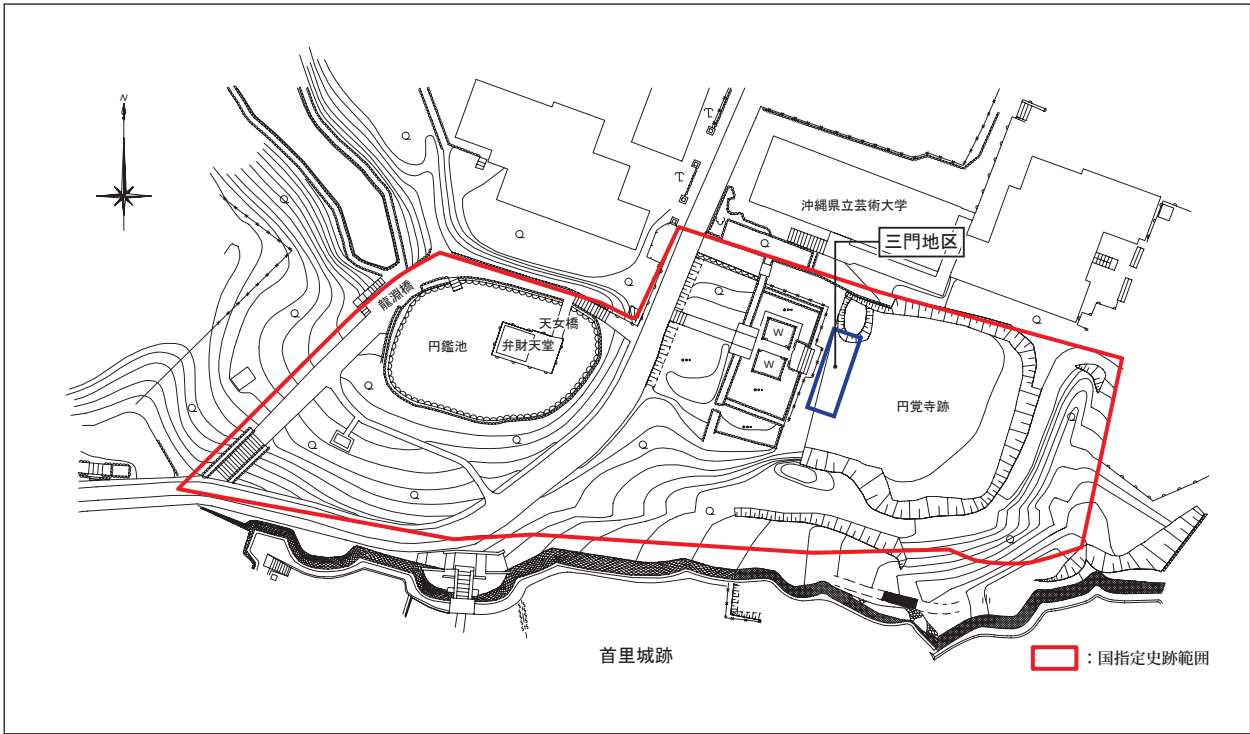 N
沖縄県立芸術大学
三門地区
龍淵橋
天女橋
円鑑池
弁財天堂
W
W
円覚寺跡
首里城跡
：国指定史跡範囲